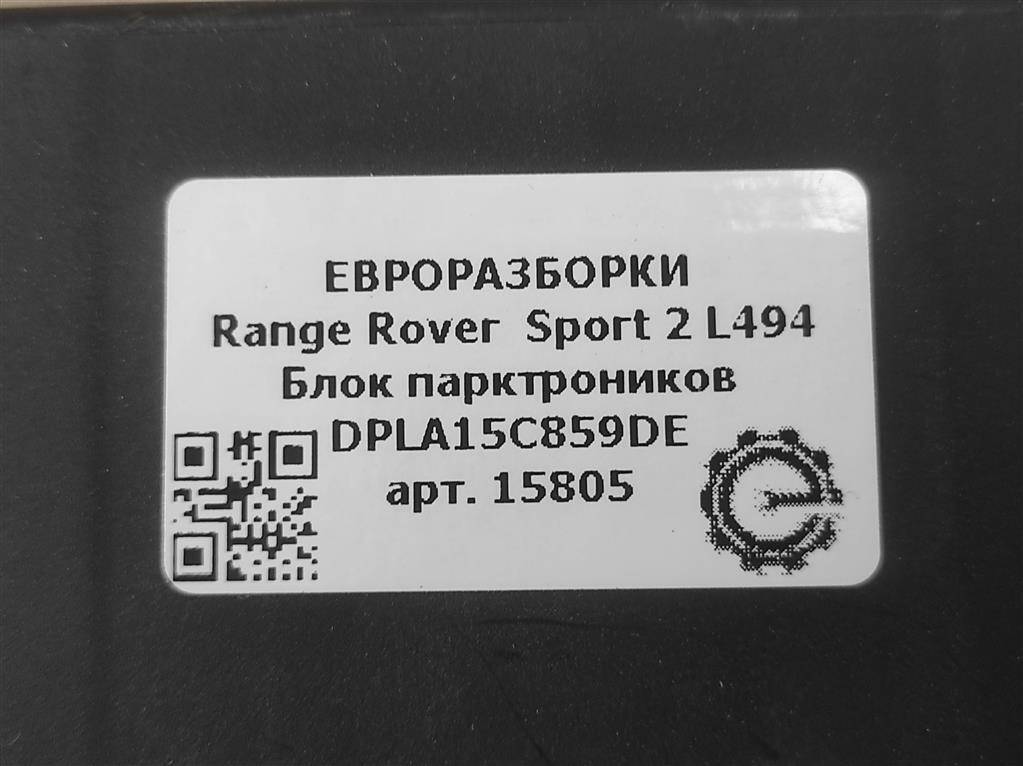 ЕВРОРАЗБОРКИ
Range Rover Sport 2 L494
Блок парктроников
DPLA15C859DE
арт. 15805